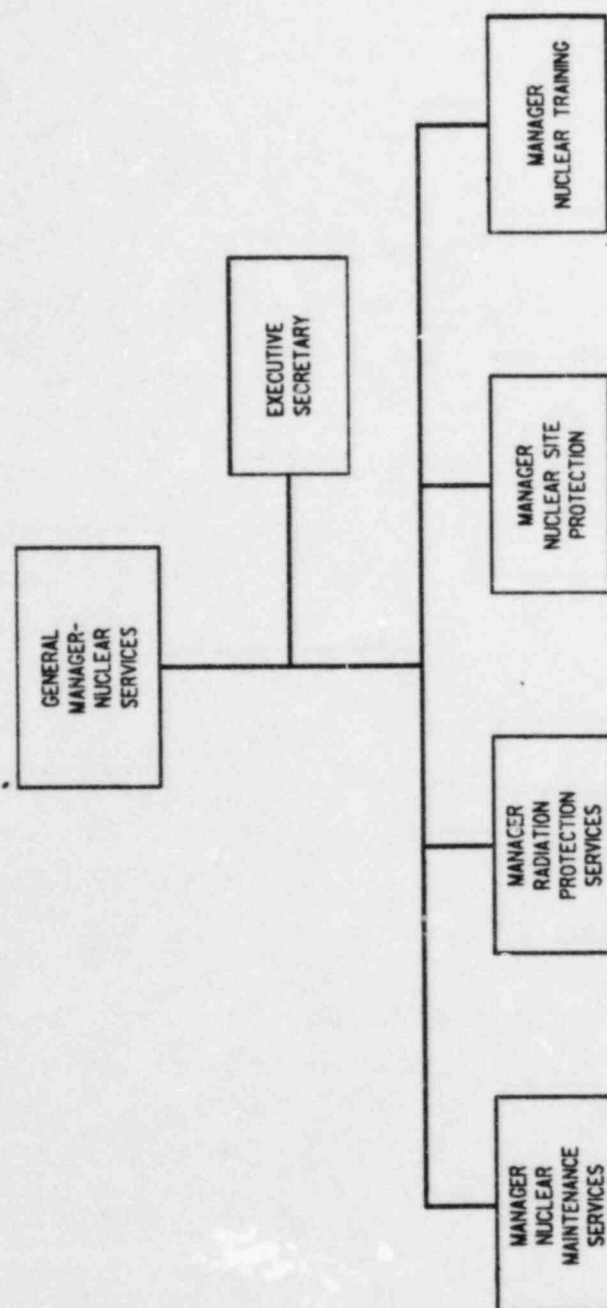 GENERAL
MANAGER-
NUCLEAR
SERVICES
EXECUTIVE
SECRETARY
MANAGER
NUCLEAR
MAINTENANCE
SERVICES
MANAGER
RADIATION
PROTECTION
SERVICES
MANAGER
NUCLEAR SITE
PROTECTION
MANAGER
NUCLEAR TRAINING